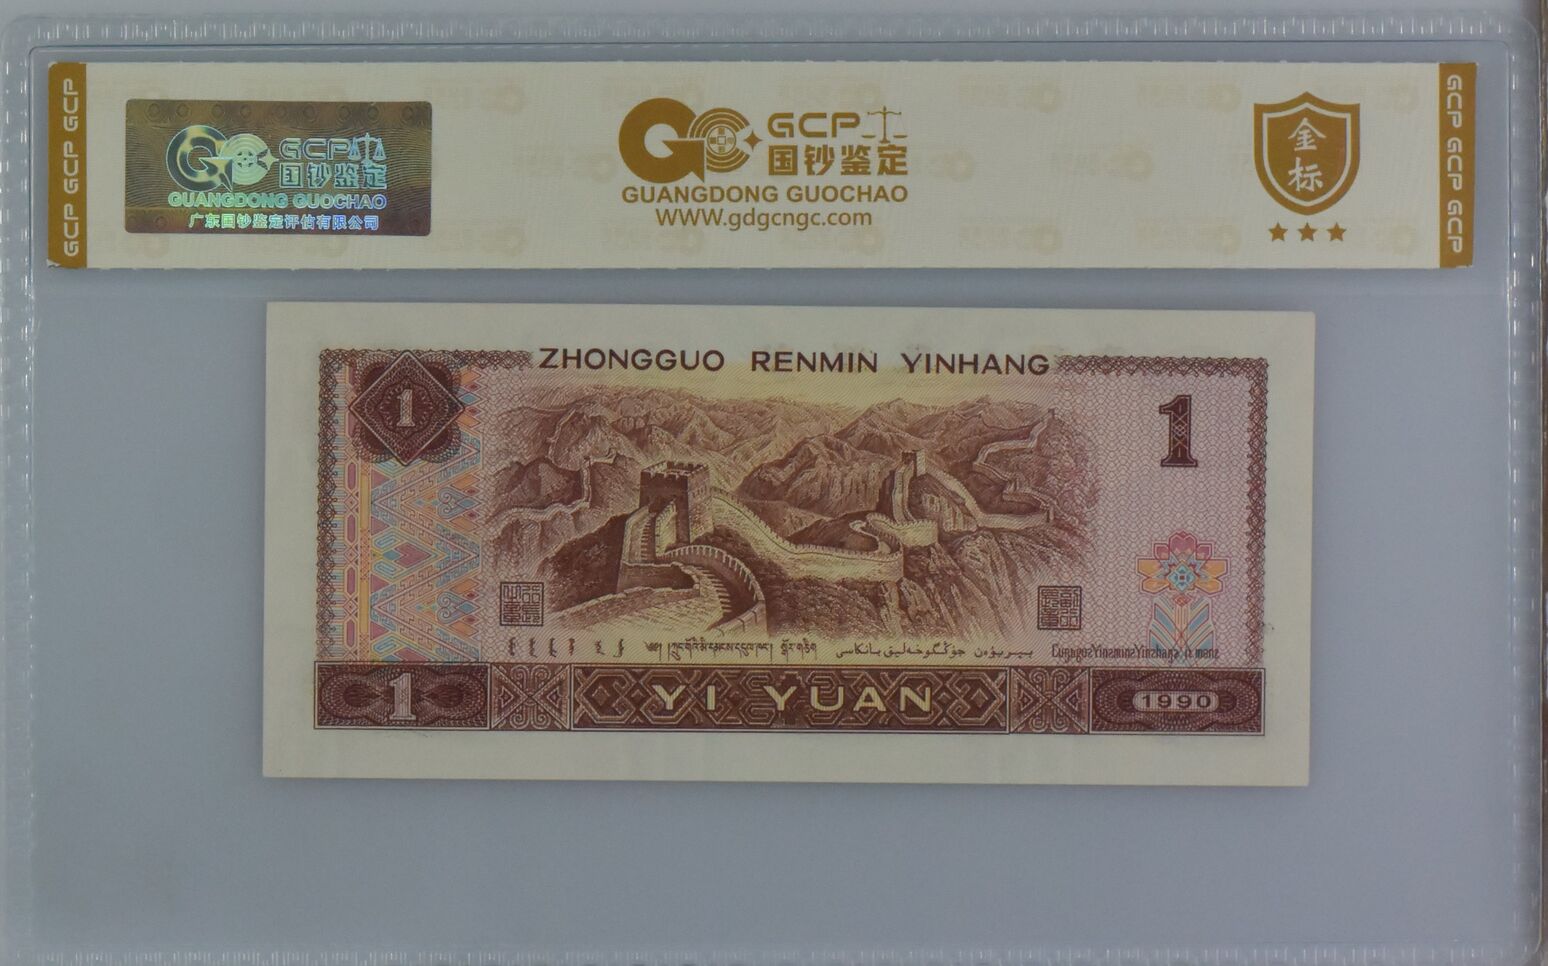 GCP GCP GCP
GCP
国钞鉴定
GUANGDONG GUOCHAO
广东国钞鉴定评估有限公司
GCP
国钞鉴定
GUANGDONG GUOCHAO
WWW.gdgcngc.com
金标
GCP GCP GCP
ZHONGGUO RENMIN YINHANG
1
1
1
YI YUAN
1990